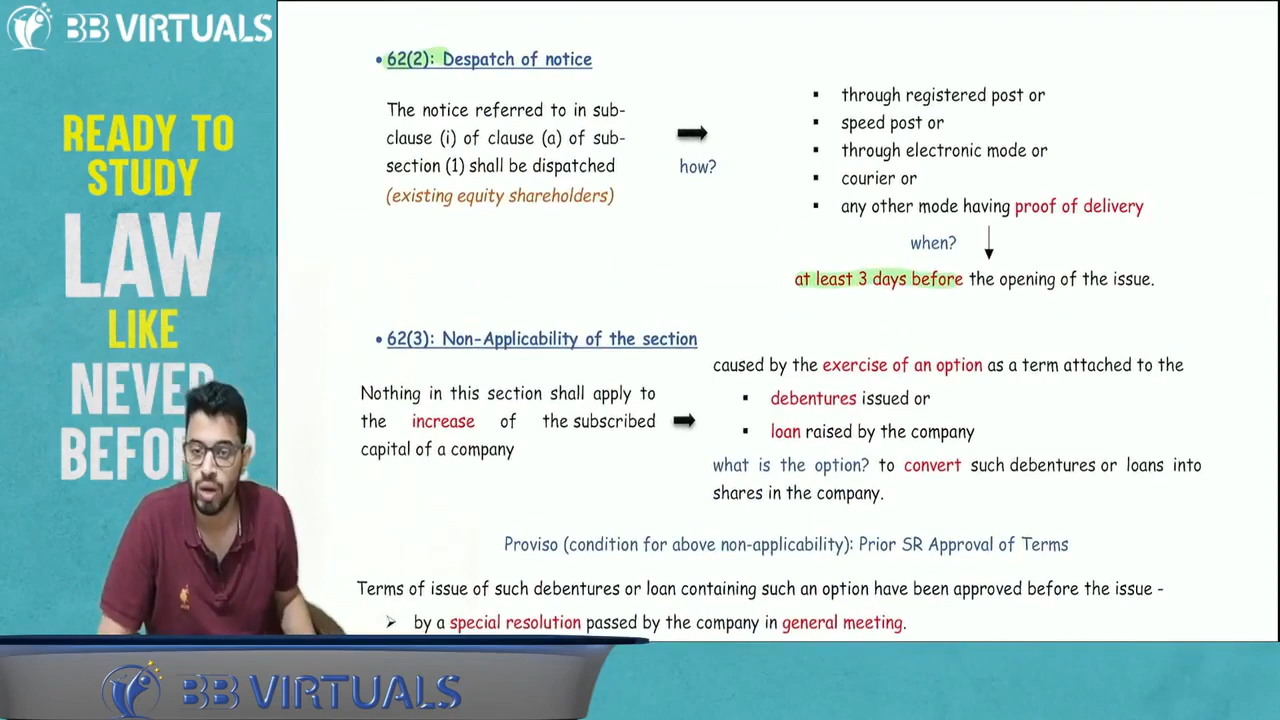 BB VIRTUALS
READY TO
STUDY
LAW
LIKE
NEVER
BEFOR
• 62(2): Despatch of notice
The notice referred to in sub-
clause (i) of clause (a) of sub-
section (1) shall be dispatched
(existing equity shareholders)
how?
▪ through registered post or
▪ speed post or
▪ through electronic mode or
▪ courier or
▪ any other mode having proof of delivery
when?
at least 3 days before the opening of the issue.
• 62(3): Non-Applicability of the section
Nothing in this section shall apply to
the increase of the subscribed
capital of a company
caused by the exercise of an option as a term attached to the
▪ debentures issued or
▪ loan raised by the company
what is the option? to convert such debentures or loans into
shares in the company.
Proviso (condition for above non-applicability): Prior SR Approval of Terms
Terms of issue of such debentures or loan containing such an option have been approved before the issue -
➢ by a special resolution passed by the company in general meeting.
BB VIRTUALS